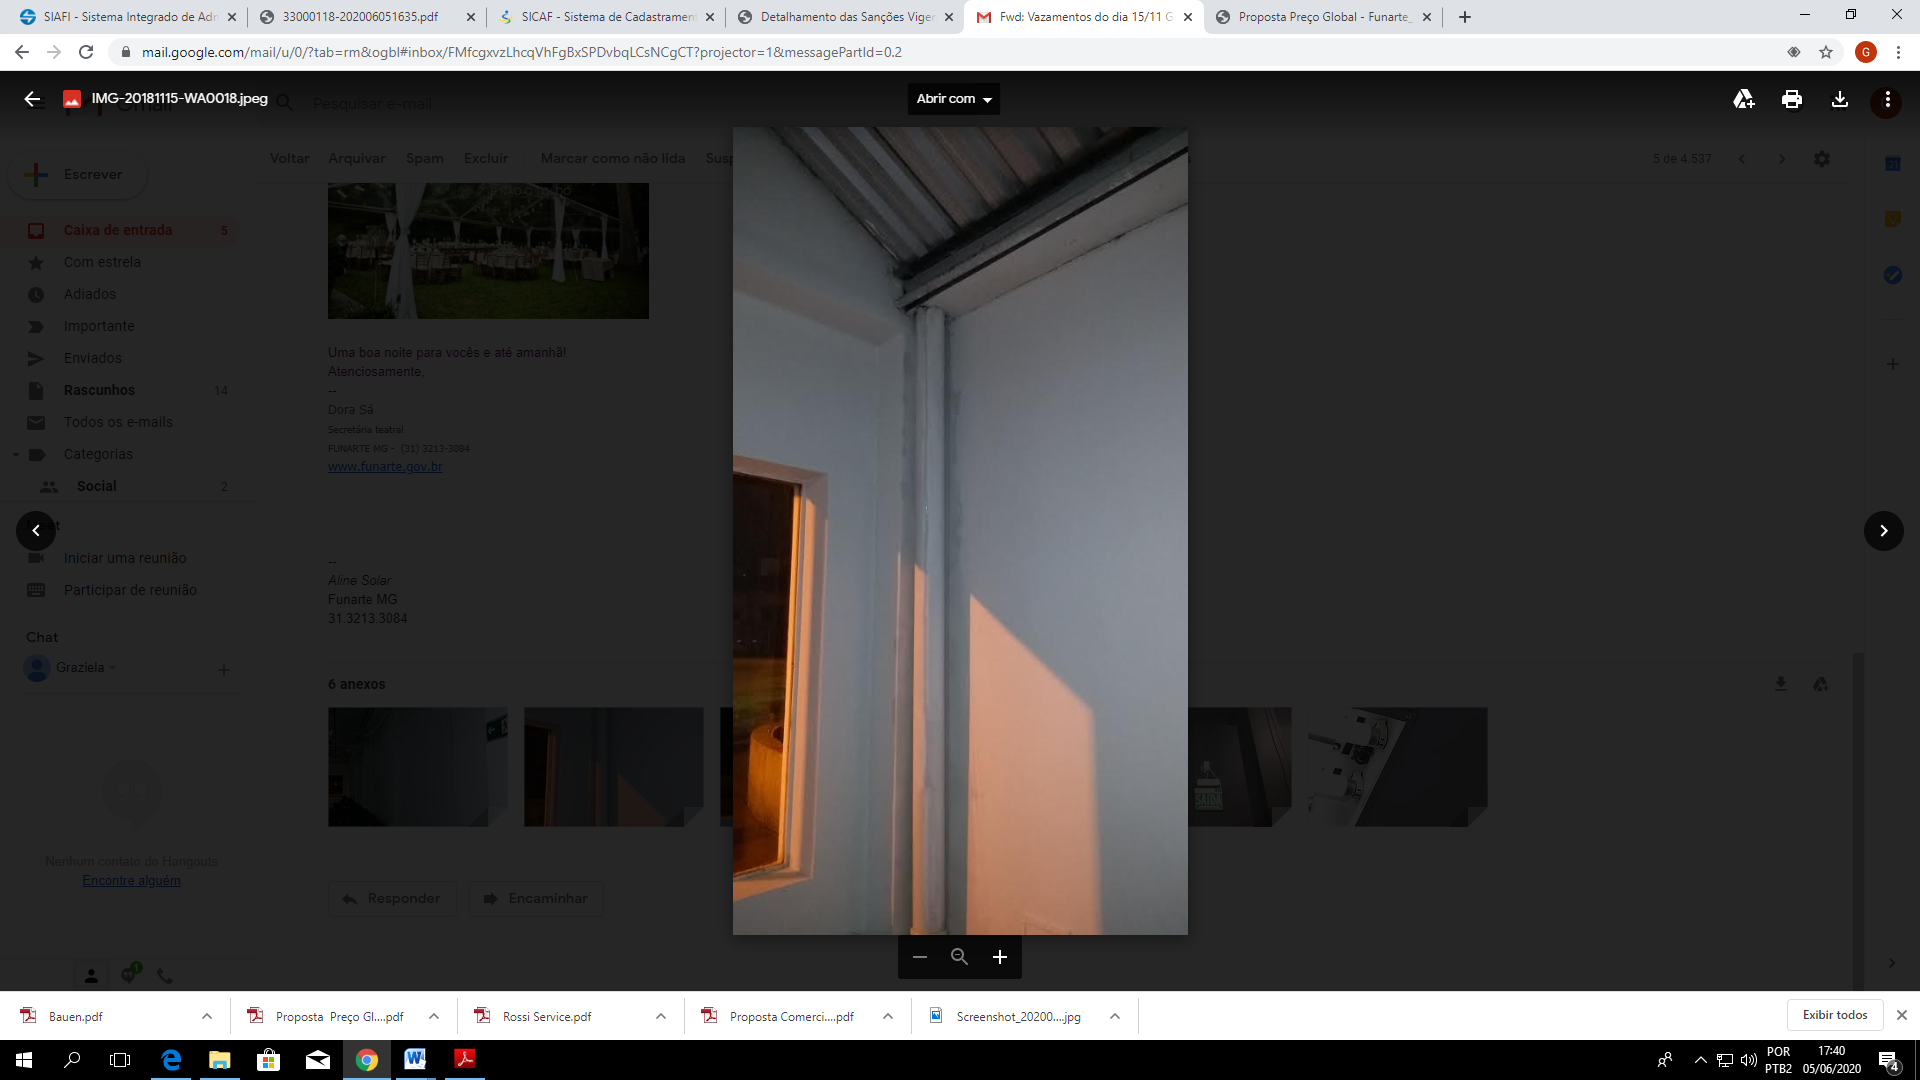 SIAFI - Sistema Integrado de Adr
33000118-202006051635.pdf
SICAF - Sistema de Cadastramen
Detalhamento das Sanções Viger
Fwd: Vazamentos do dia 15/11 G
Proposta Preço Global - Funarte_
mail.google.com/mail/u/0/?tab=rm&ogbl#inbox/FMfcgxvzLhcqVhFgBxSPDvbqLCsNCgCT?projector=1&messagePartId=0.2
G
IMG-20181115-WA0018.jpeg
Pesquisar e-mail
Abrir com
Voltar
Arquivar
Spam
Excluir
Marcar como não lida
5 de 4.537
Escrever
Caixa de entrada 5
Com estrela
Adiados
Importante
Enviados
Rascunhos 14
Todos os e-mails
Categorias
Social 2
Iniciar uma reunião
Participar de reunião
Chat
Graziela
Nenhum contato do Hangouts
Encontre alguém
Uma boa noite para vocês e até amanhã!
Atenciosamente,
--
Dora Sá
Secretária teatral
FUNARTE MG - (31) 3213-3084
www.funarte.gov.br
--
Aline Solar
Funarte MG
31.3213.3084
6 anexos
SAÍDA
Responder
Encaminhar
1
Bauen.pdf
Proposta Preço Gl....pdf
Rossi Service.pdf
Proposta Comerci....pdf
Screenshot_20200....jpg
Exibir todos
POR
PTB2
17:40
05/06/2020
4